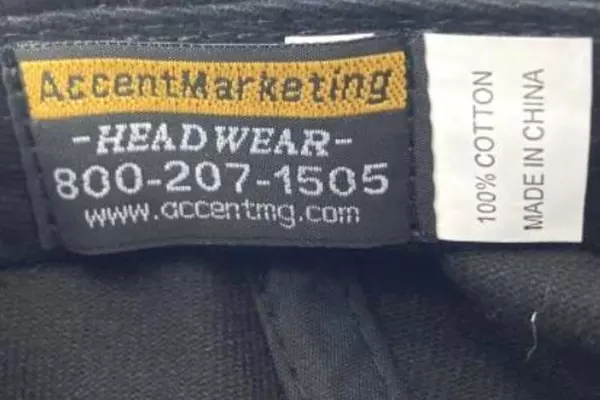 AccentMarketing
-HEADWEAR-
800-207-1505
www.accentmg.com
100% COTTON
MADE IN CHINA